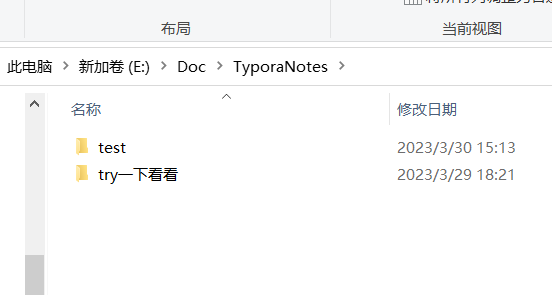 布局
当前视图
此电脑 > 新加卷 (E:) > Doc > TyporaNotes >
名称
修改日期
test
2023/3/30 15:13
try一下看看
2023/3/29 18:21